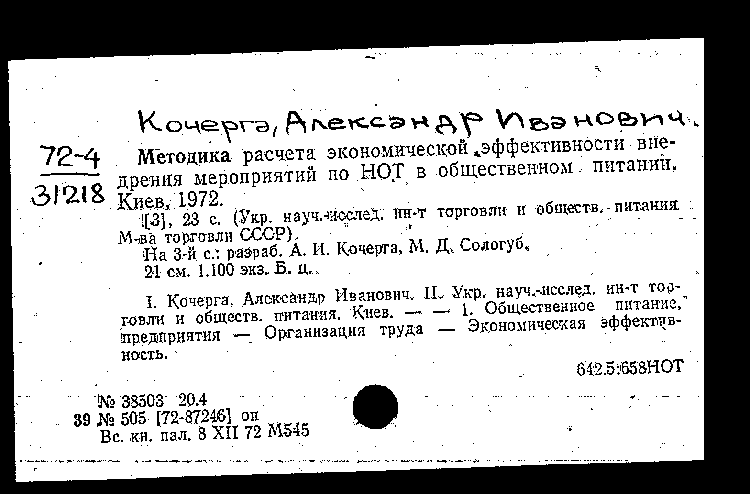 Кочерга, Александр Иванович.
72-4
31218
Методика расчета экономической эффективности вне-
дрения мероприятий по НОТ в общественном питании.
Киев, 1972.
[3], 23 с. (Укр. науч.-исслед. ин-т торговли и обществ. питания
М-ва торговли СССР).
На 3-й с.: разраб. А. И. Кочерга, М. Д. Сологуб.
21 см. 1.100 экз. Б. ц.
I. Кочерга, Александр Иванович. II. Укр. науч.-исслед. ин-т тор-
говли и обществ. питания. Киев. — — 1. Общественное питание,
предприятия — Организация труда — Экономическая эффектив-
ность.
642.5:658НОТ
№ 38503 20.4
39 № 505 [72-87246] он
Вс. кн. пал. 8 XII 72 М545